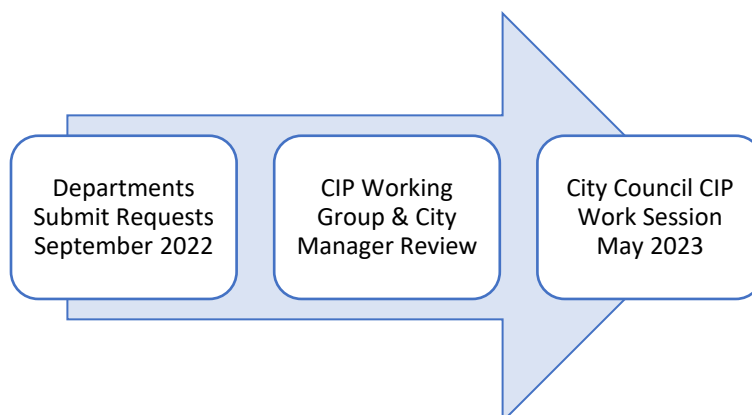 Departments
Submit Requests
September 2022
CIP Working
Group & City
Manager Review
City Council CIP
Work Session
May 2023